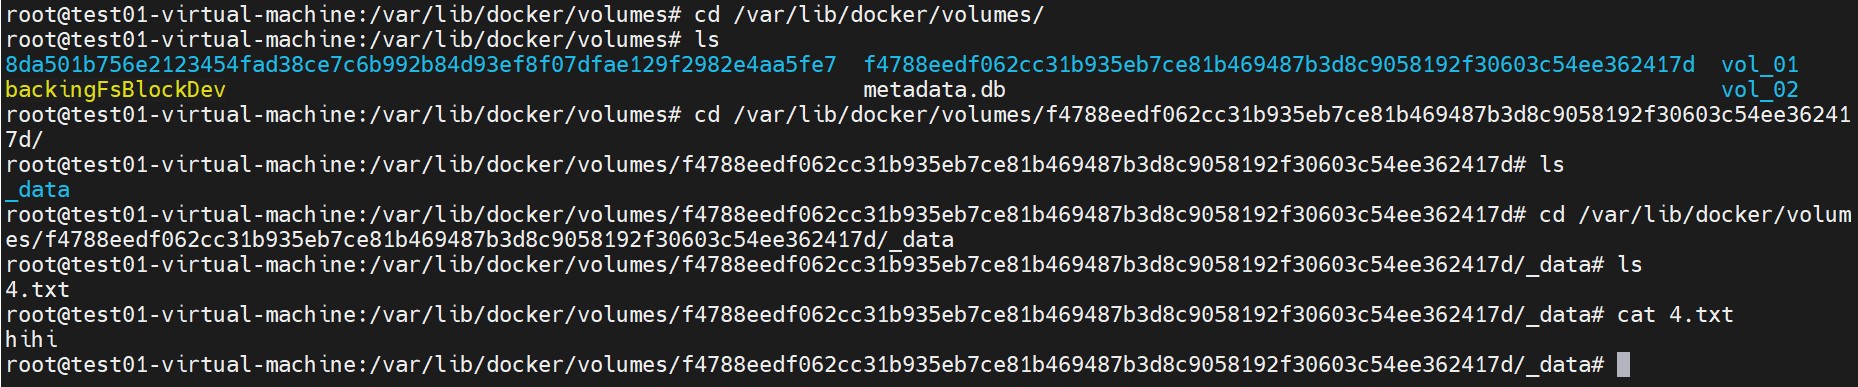 root@test01-virtual-machine:/var/lib/docker/volumes# cd /var/lib/docker/volumes/
root@test01-virtual-machine:/var/lib/docker/volumes# ls
8da501b756e2123454fad38ce7c6b992b84d93ef8f07dfae129f2982e4aa5fe7  f4788eedf062cc31b935eb7ce81b469487b3d8c9058192f30603c54ee362417d  vol_01
backingFsBlockDev                                                 metadata.db                                                       vol_02
root@test01-virtual-machine:/var/lib/docker/volumes# cd /var/lib/docker/volumes/f4788eedf062cc31b935eb7ce81b469487b3d8c9058192f30603c54ee36241
7d/
root@test01-virtual-machine:/var/lib/docker/volumes/f4788eedf062cc31b935eb7ce81b469487b3d8c9058192f30603c54ee362417d# ls
_data
root@test01-virtual-machine:/var/lib/docker/volumes/f4788eedf062cc31b935eb7ce81b469487b3d8c9058192f30603c54ee362417d# cd /var/lib/docker/volum
es/f4788eedf062cc31b935eb7ce81b469487b3d8c9058192f30603c54ee362417d/_data
root@test01-virtual-machine:/var/lib/docker/volumes/f4788eedf062cc31b935eb7ce81b469487b3d8c9058192f30603c54ee362417d/_data# ls
4.txt
root@test01-virtual-machine:/var/lib/docker/volumes/f4788eedf062cc31b935eb7ce81b469487b3d8c9058192f30603c54ee362417d/_data# cat 4.txt
hihi
root@test01-virtual-machine:/var/lib/docker/volumes/f4788eedf062cc31b935eb7ce81b469487b3d8c9058192f30603c54ee362417d/_data#